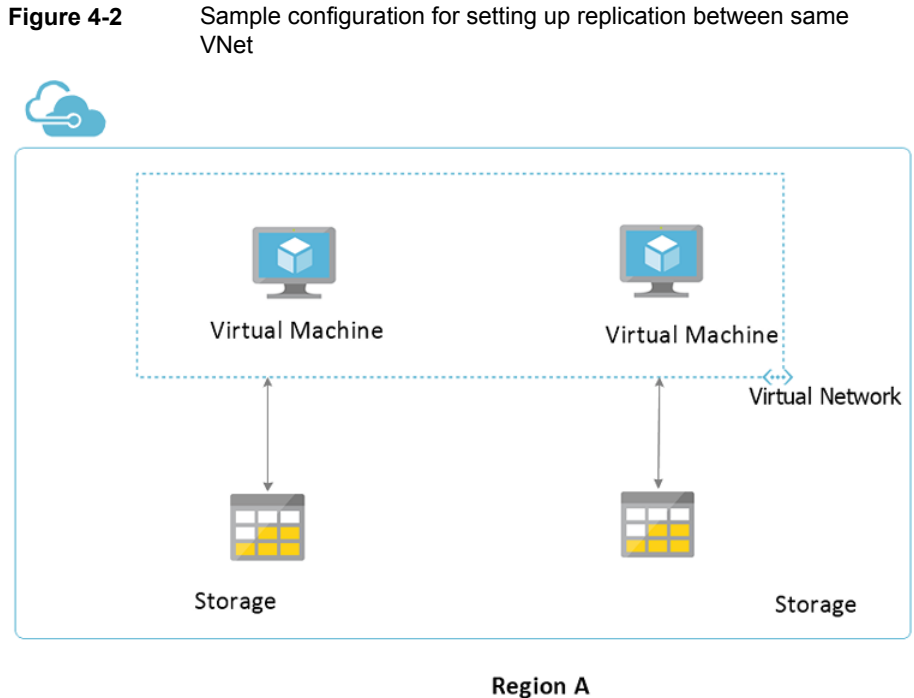 Figure 4-2 Sample configuration for setting up replication between same
VNet
Virtual Machine
Virtual Machine
Virtual Network
Storage
Storage
Region A